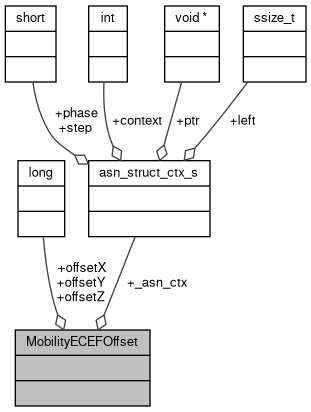 short
int
void *
ssize_t
+phase
+step
+context
+ptr
+left
long
asn_struct_ctx_s
+offsetX
+offsetY
+offsetZ
+_asn_ctx
MobilityECEFOffset